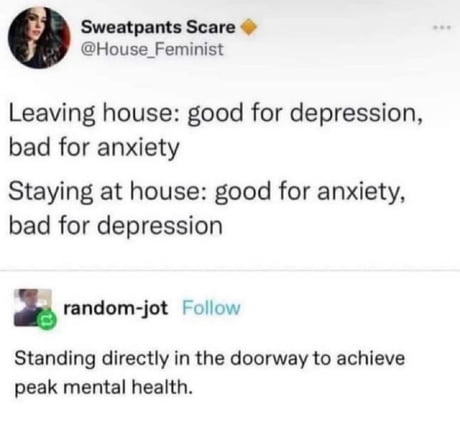 Sweatpants Scare
@House_Feminist
Leaving house: good for depression,
bad for anxiety
Staying at house: good for anxiety,
bad for depression
random-jot Follow
Standing directly in the doorway to achieve
peak mental health.